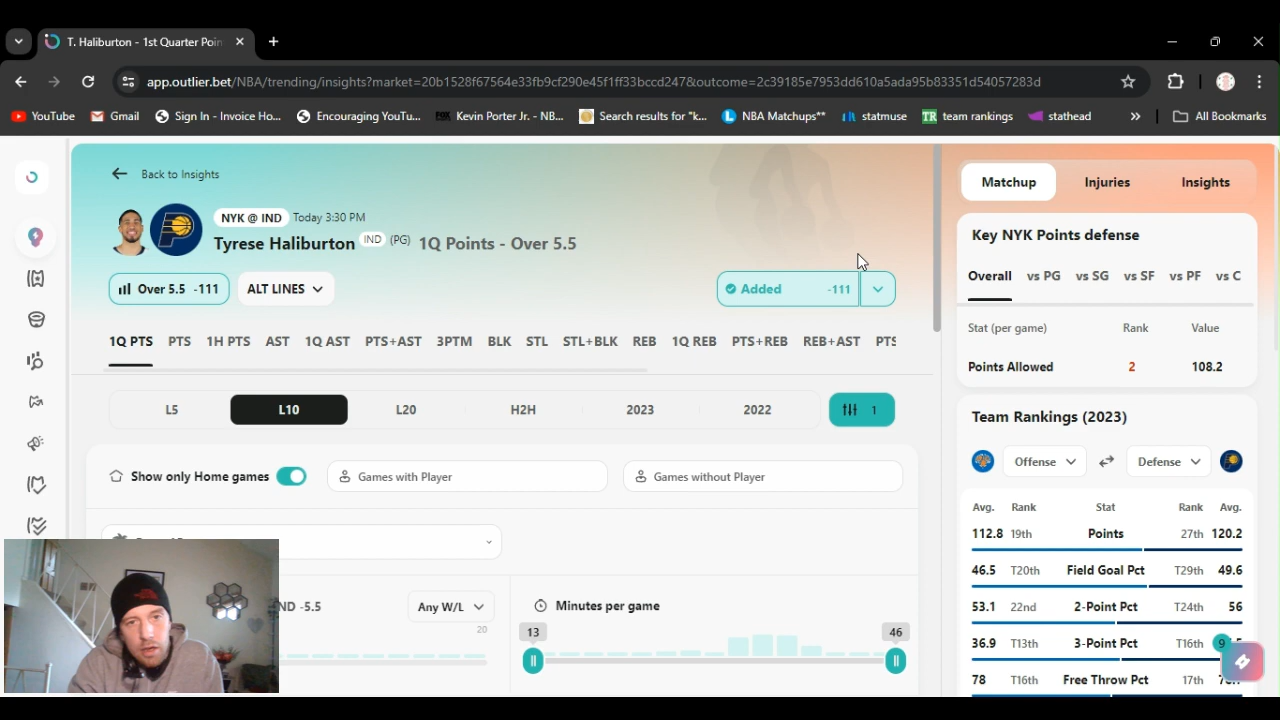 T. Haliburton - 1st Quarter Poin
app.outlier.bet/NBA/trending/insights?market=20b1528f67564e33fb9cf290e45f1ff33bccd247&outcome=2c39185e7953dd610a5ada95b83351d54057283d
YouTube Gmail Sign In - Invoice Ho... Encouraging YouTu... Kevin Porter Jr. - NB... Search results for "k... NBA Matchups** statmuse team rankings stathead » All Bookmarks
Back to Insights
NYK @ IND Today 3:30 PM
Tyrese Haliburton IND (PG) 1Q Points - Over 5.5
Over 5.5 -111 ALT LINES Added -111
1Q PTS PTS 1H PTS AST 1Q AST PTS+AST 3PTM BLK STL STL+BLK REB 1Q REB PTS+REB REB+AST PTS
L5 L10 L20 H2H 2023 2022 1
Show only Home games Games with Player Games without Player
ND -5.5 Any W/L Minutes per game
20
13 46
Matchup Injuries Insights
Key NYK Points defense
Overall vs PG vs SG vs SF vs PF vs C
Stat (per game) Rank Value
Points Allowed 2 108.2
Team Rankings (2023)
Offense Defense
Avg. Rank Stat Rank Avg.
112.8 19th Points 27th 120.2
46.5 T20th Field Goal Pct T29th 49.6
53.1 22nd 2-Point Pct T24th 56
36.9 T13th 3-Point Pct T16th
78 T16th Free Throw Pct 17th